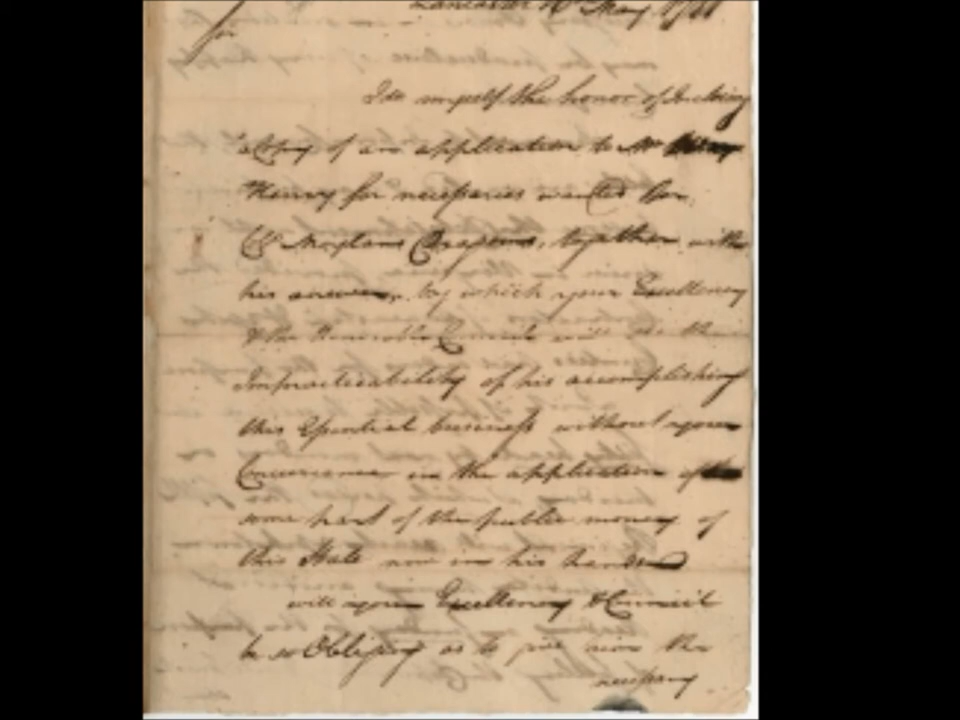 Lancaster May 1781
Sir
I do myself the honor of Inclosing
a Copy of an application to Mr
Henry for necessaries wanted for
Col Moylans Dragoons, together with
his answer, by which your Excellency
& the Honorable Council will see the
Impracticability of his accomplishing
this Essential business without your
Concurrence in the application of
some part of the public money of
this State now in his hands
will your Excellency & Council
be so Obliging as to give him the
necessary